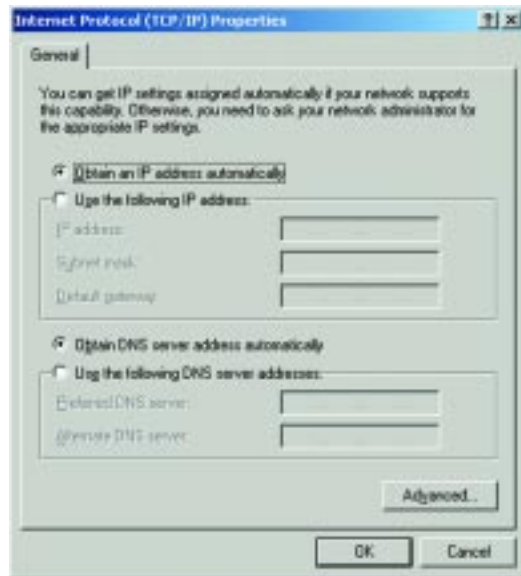 Internet Protocol (TCP/IP) Properties
General
You can get IP settings assigned automatically if your network supports
this capability. Otherwise, you need to ask your network administrator for
the appropriate IP settings.
Obtain an IP address automatically
Use the following IP address:
IP address:
Subnet mask:
Default gateway:
Obtain DNS server address automatically
Use the following DNS server addresses:
Preferred DNS server:
Alternate DNS server:
Advanced...
OK
Cancel